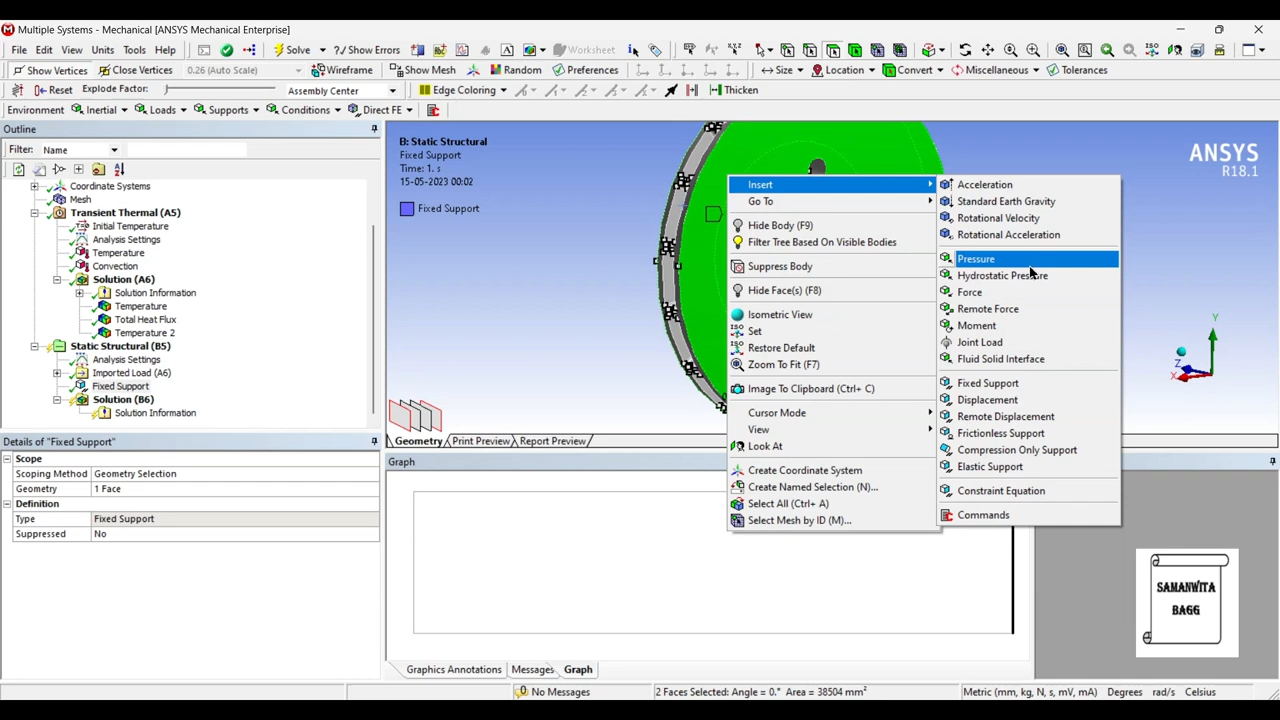 Multiple Systems - Mechanical [ANSYS Mechanical Enterprise]
File Edit View Units Tools Help Solve ?/ Show Errors Worksheet
Show Vertices Close Vertices 0.26 (Auto Scale) Wireframe Show Mesh Random Preferences Size Location Convert Miscellaneous Tolerances
Reset Explode Factor: Assembly Center Edge Coloring Thicken
Environment Inertial Loads Supports Conditions Direct FE
Outline
Filter: Name
Coordinate Systems
Mesh
Transient Thermal (A5)
Initial Temperature
Analysis Settings
Temperature
Convection
Solution (A6)
Solution Information
Temperature
Total Heat Flux
Temperature 2
Static Structural (B5)
Analysis Settings
Imported Load (A6)
Fixed Support
Solution (B6)
Solution Information
Details of "Fixed Support"
Scope
Scoping Method Geometry Selection
Geometry 1 Face
Definition
Type Fixed Support
Suppressed No
B: Static Structural
Fixed Support
Time: 1. s
15-05-2023 00:02
Fixed Support
ANSYS
R18.1
Insert
Go To
Hide Body (F9)
Filter Tree Based On Visible Bodies
Suppress Body
Hide Face(s) (F8)
Isometric View
ISO Set
ISO Restore Default
Zoom To Fit (F7)
Image To Clipboard (Ctrl+ C)
Cursor Mode
View
Look At
Create Coordinate System
Create Named Selection (N)...
Select All (Ctrl+ A)
Select Mesh by ID (M)...
Acceleration
Standard Earth Gravity
Rotational Velocity
Rotational Acceleration
Pressure
Hydrostatic Pressure
Force
Remote Force
Moment
Joint Load
Fluid Solid Interface
Fixed Support
Displacement
Remote Displacement
Frictionless Support
Compression Only Support
Elastic Support
Constraint Equation
Commands
Y
Z
X
Geometry Print Preview Report Preview
Graph
SAMANWITA
BAGG
Graphics Annotations Messages Graph
No Messages 2 Faces Selected: Angle = 0.° Area = 38504 mm² Metric (mm, kg, N, s, mV, mA) Degrees rad/s Celsius